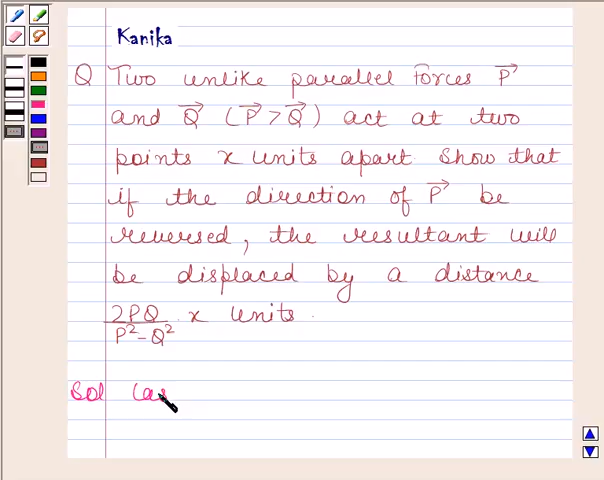 Kanika
Q Two unlike parallel forces P⃗
and Q⃗ (P⃗ > Q⃗) act at two
points x units apart. Show that
if the direction of P⃗ be
reversed, the resultant will
be displaced by a distance
2PQ/(P² - Q²) x units.
Sol Cas